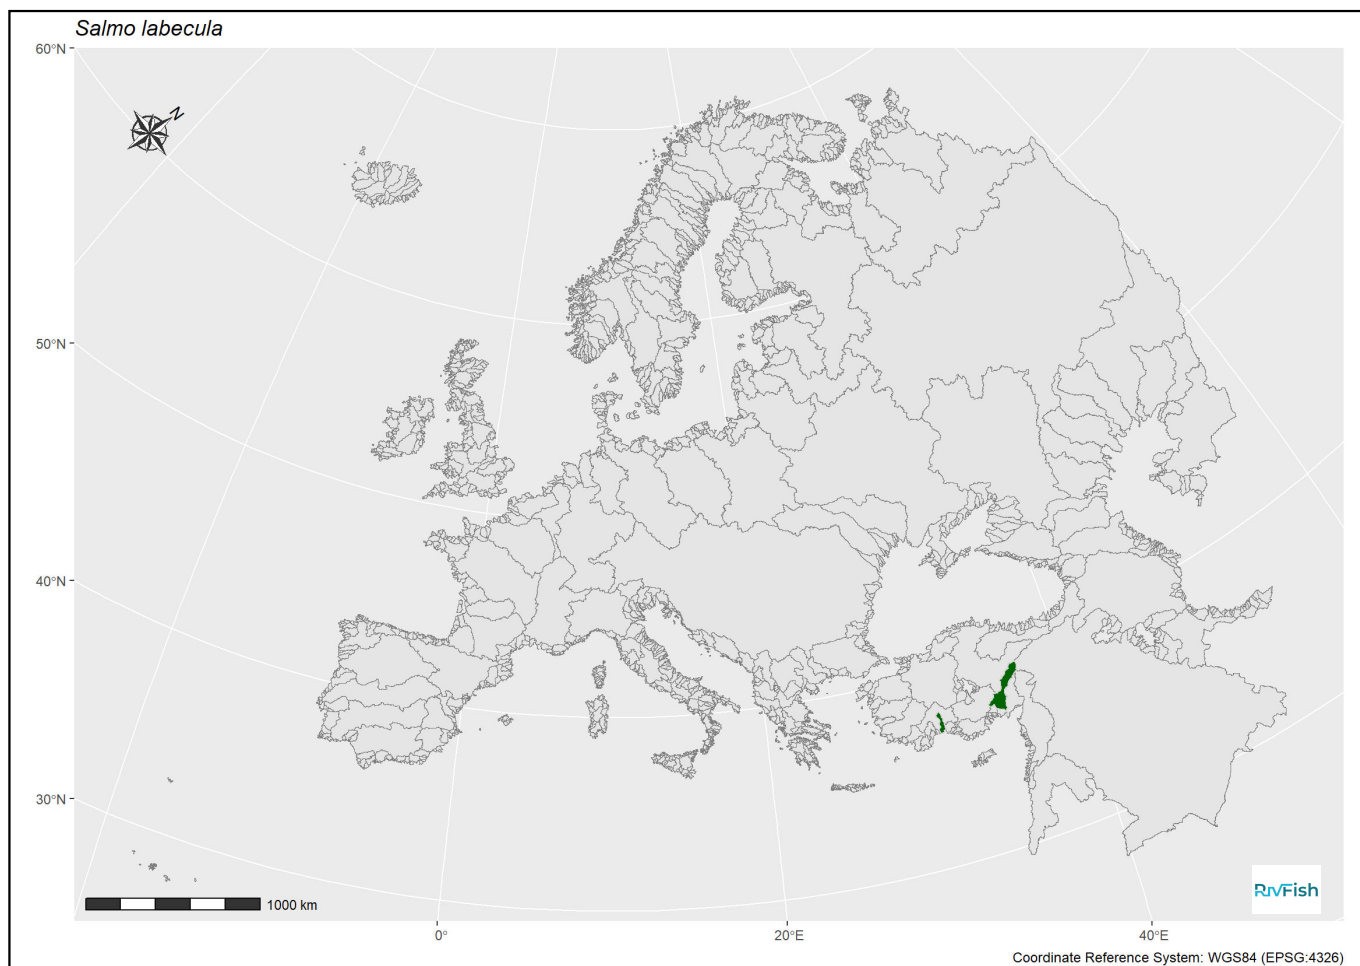 Salmo labecula
60°N
N
50°N
40°N
30°N
1000 km
RIVFISH
0°
20°E
40°E
Coordinate Reference System: WGS84 (EPSG:4326)